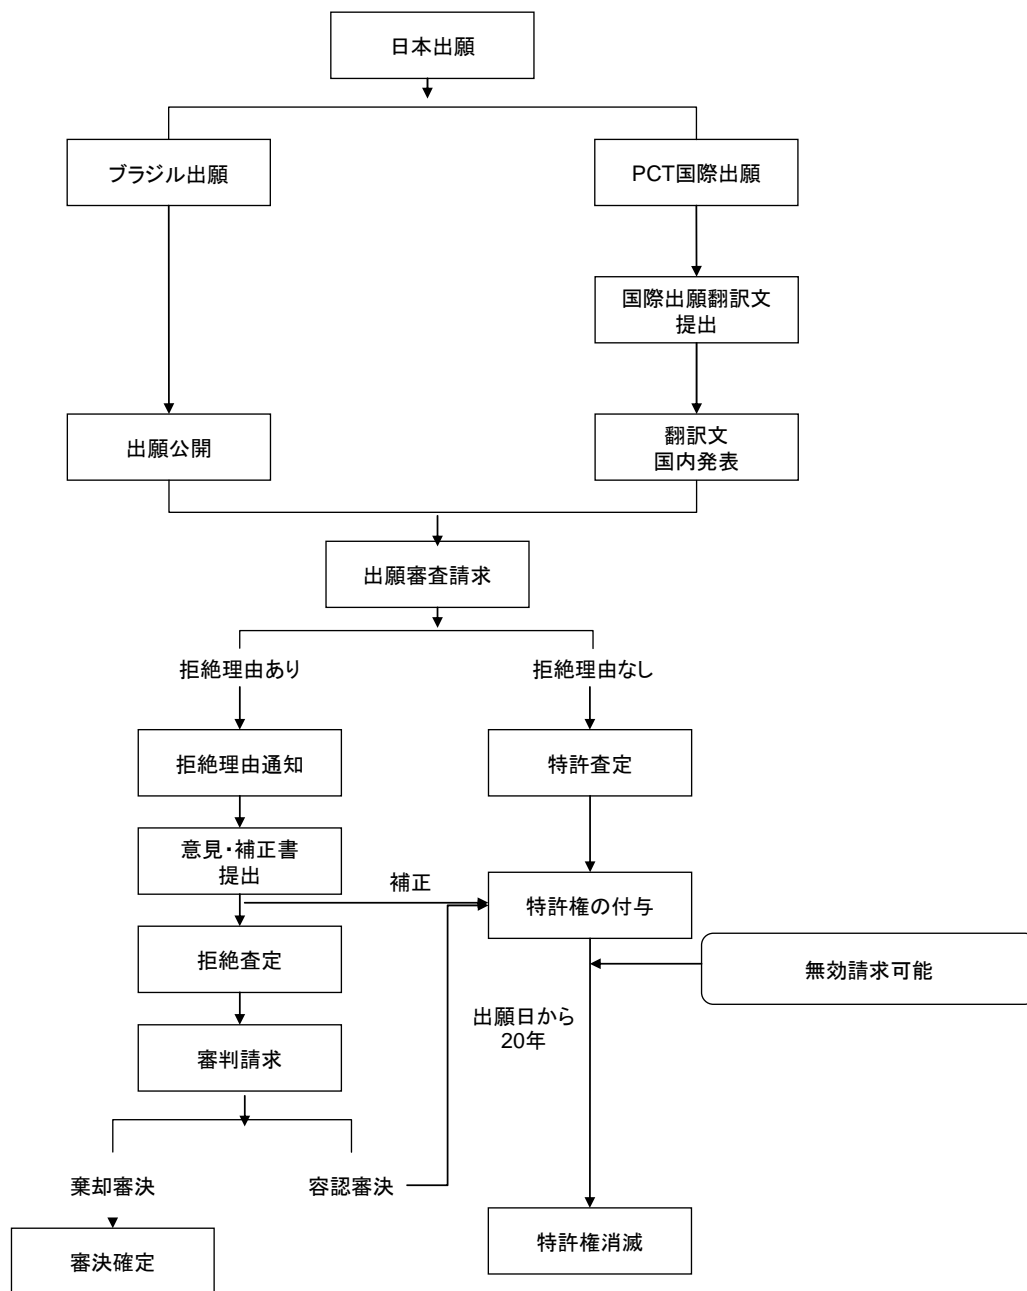 日本出願
ブラジル出願
PCT国際出願
国際出願翻訳文
提出
出願公開
翻訳文
国内発表
出願審査請求
拒絶理由あり
拒絶理由なし
拒絶理由通知
特許査定
意見・補正書
提出
補正
特許権の付与
拒絶査定
無効請求可能
出願日から
20年
審判請求
棄却審決
容認審決
審決確定
特許権消滅